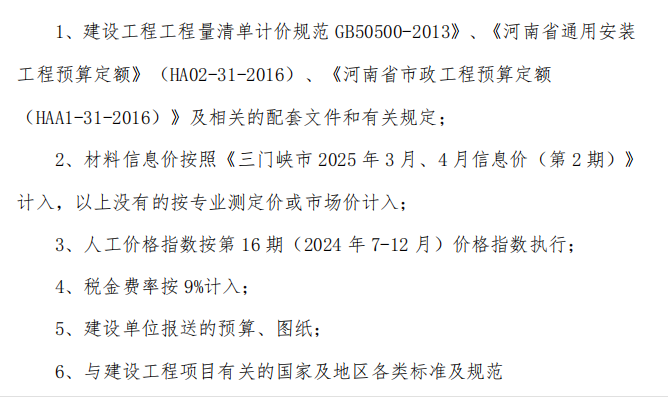 1、建设工程工程量清单计价规范 GB50500-2013》、《河南省通用安装
工程预算定额》（HA02-31-2016）、《河南省市政工程预算定额
（HAA1-31-2016）》及相关的配套文件和有关规定；
2、材料信息价按照《三门峡市 2025 年 3 月、4 月信息价（第 2 期）》
计入，以上没有的按专业测定价或市场价计入；
3、人工价格指数按第 16 期（2024 年 7-12 月）价格指数执行；
4、税金费率按 9%计入；
5、建设单位报送的预算、图纸；
6、与建设工程项目有关的国家及地区各类标准及规范